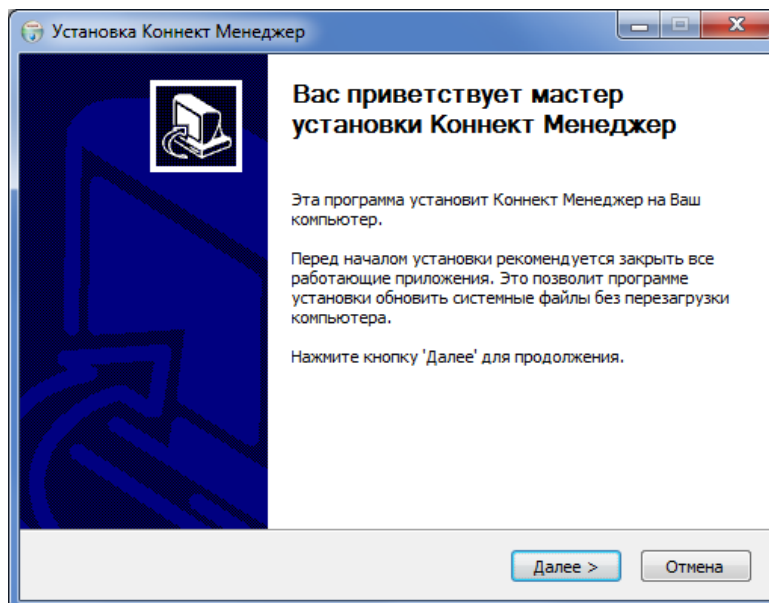 Установка Коннект Менеджер
Вас приветствует мастер
установки Коннект Менеджер
Эта программа установит Коннект Менеджер на Ваш
компьютер.
Перед началом установки рекомендуется закрыть все
работающие приложения. Это позволит программе
установки обновить системные файлы без перезагрузки
компьютера.
Нажмите кнопку 'Далее' для продолжения.
Далее >
Отмена